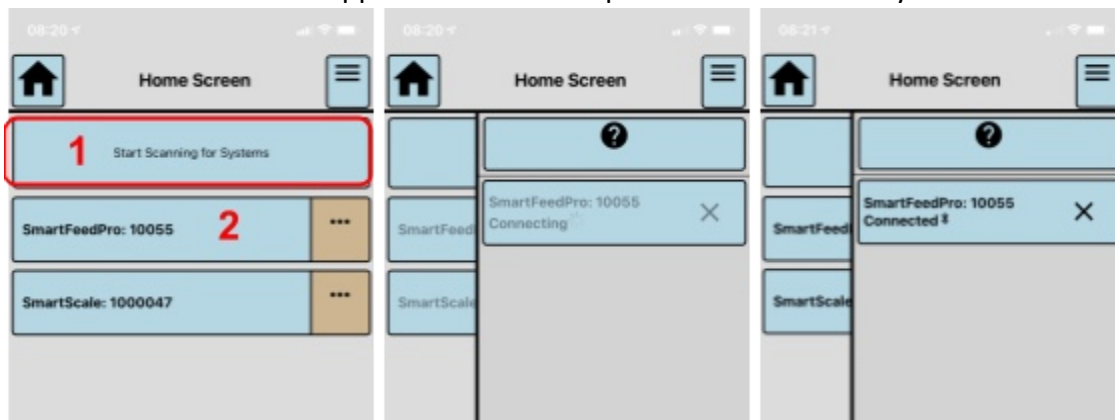 08:20
Home Screen
1 Start Scanning for Systems
SmartFeedPro: 10055 2 ...
SmartScale: 1000047 ...
08:20
Home Screen
?
SmartFeedPro: 10055
Connecting
SmartFeed
SmartScale
08:21
Home Screen
?
SmartFeedPro: 10055
Connected
SmartFeed
SmartScale